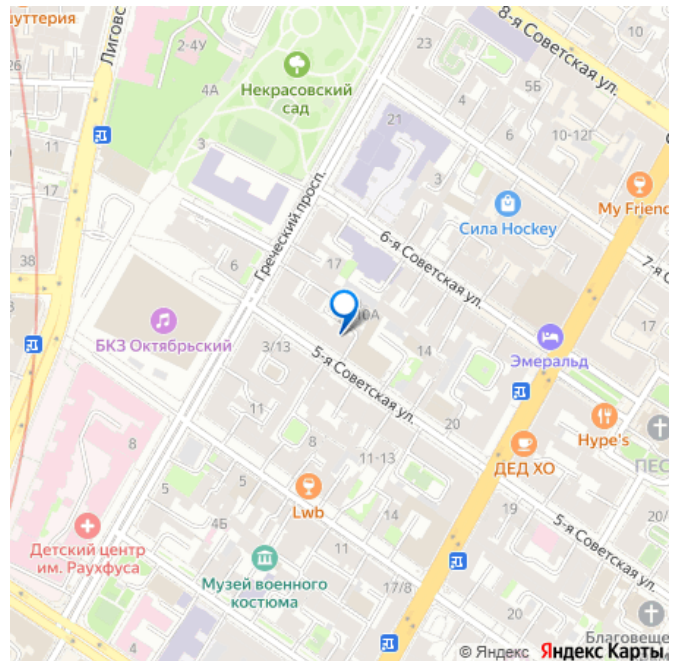 шуттерия
Лиговс
2-4У
26
4А
Некрасовский
сад
23
8-я Советская ул.
10
5Б
4
6
10-12Г
3
11
17
21
3
My Friend
Сила Hockey
Греческий просп.
6-я Советская ул.
7-я С
38
6
17
БКЗ Октябрьский
10А
17
3/13
5-я Советская ул.
14
Эмеральд
11
8
20
Hype's
ПЕС
8
11-13
ДЕД ХО
5
5
Lwb
4Б
14
19
20/
5-я Советская ул.
Детский центр
им. Раухфуса
11
Музей военного
костюма
17/8
20
Благовеще
© Яндекс Яндекс Карты